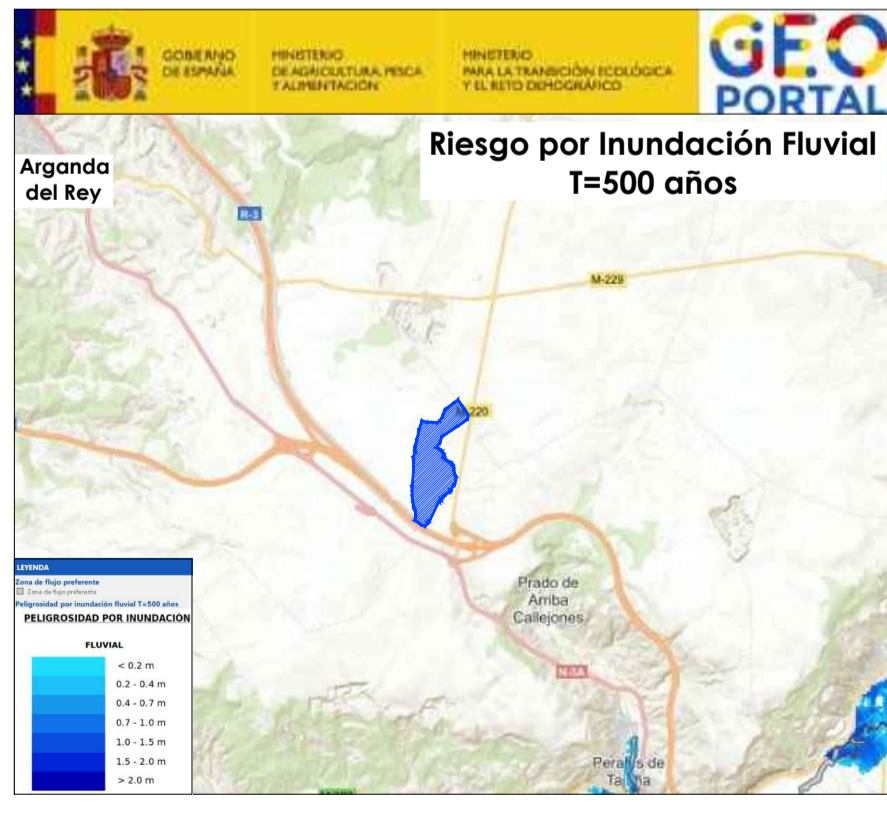 GOBIERNO
DE ESPAÑA
MINISTERIO
DE AGRICULTURA, PESCA
Y ALIMENTACIÓN
MINISTERIO
PARA LA TRANSICIÓN ECOLÓGICA
Y EL RETO DEMOGRÁFICO
GEO
PORTAL
Riesgo por Inundación Fluvial
T=500 años
Arganda
del Rey
R-3
M-229
M-220
Prado de
Arriba
Callejones
N-3A
Perales de
Tajuña
LEYENDA
Zona de flujo preferente
Zona de flujo preferente
Peligrosidad por inundación fluvial T=500 años
PELIGROSIDAD POR INUNDACIÓN
FLUVIAL
< 0.2 m
0.2 - 0.4 m
0.4 - 0.7 m
0.7 - 1.0 m
1.0 - 1.5 m
1.5 - 2.0 m
> 2.0 m